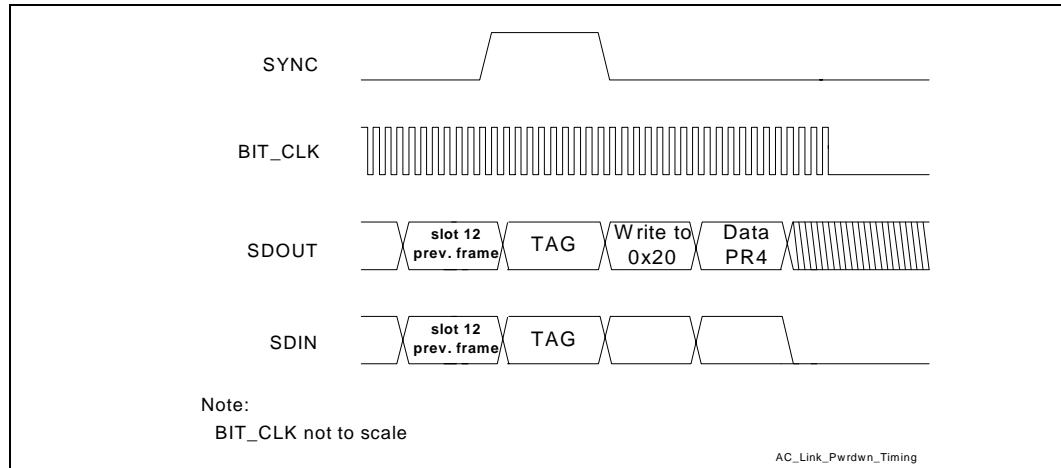 SYNC
BIT_CLK
SDOUT
slot 12
prev. frame
TAG
Write to
0x20
Data
PR4
SDIN
slot 12
prev. frame
TAG
Note:
BIT_CLK not to scale
AC_Link_Pwrdwn_Timing